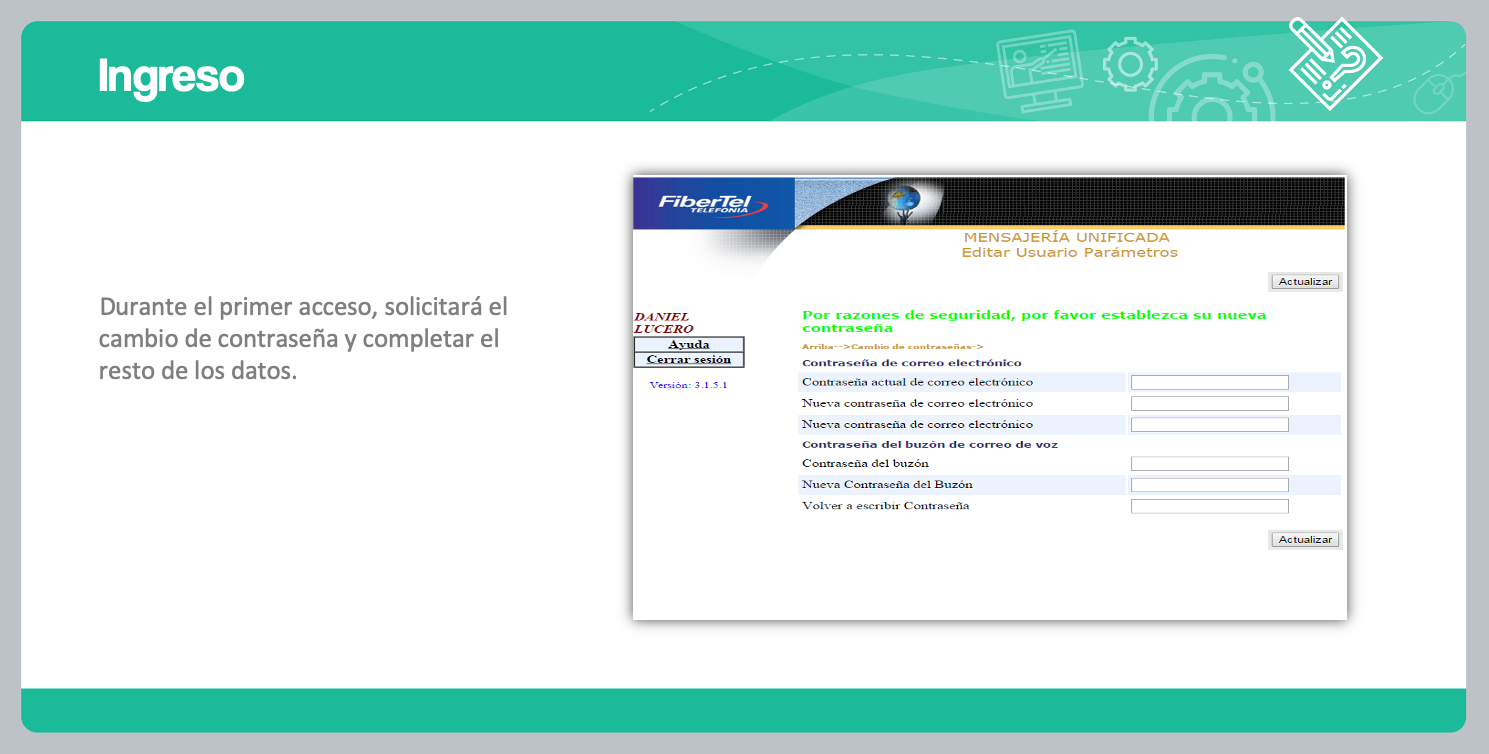 Ingreso
Durante el primer acceso, solicitará el
cambio de contraseña y completar el
resto de los datos.
FiberTel
TELEFONIA
MENSAJERÍA UNIFICADA
Editar Usuario Parámetros
Actualizar
DANIEL
LUCERO
Ayuda
Cerrar sesión
Versión: 3.1.5.1
Por razones de seguridad, por favor establezca su nueva
contraseña
Arriba-->Cambio de contraseñas->
Contraseña de correo electrónico
Contraseña actual de correo electrónico
Nueva contraseña de correo electrónico
Nueva contraseña de correo electrónico
Contraseña del buzón de correo de voz
Contraseña del buzón
Nueva Contraseña del Buzón
Volver a escribir Contraseña
Actualizar